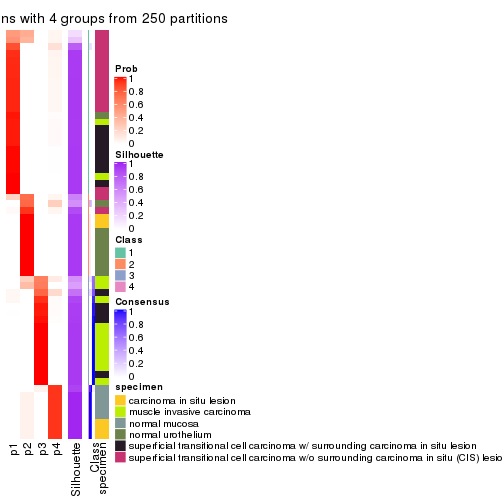 ns with 4 groups from 250 partitions
Prob
1
0.8
0.6
0.4
0.2
0
Silhouette
1
0.8
0.6
0.4
0.2
0
Class
1
2
3
4
Consensus
1
0.8
0.6
0.4
0.2
0
specimen
carcinoma in situ lesion
muscle invasive carcinoma
normal mucosa
normal urothelium
superficial transitional cell carcinoma w/ surrounding carcinoma in situ lesion
superficial transitional cell carcinoma w/o surrounding carcinoma in situ (CIS) lesio
p1
p2
p3
p4
Silhouette
Class
specimen